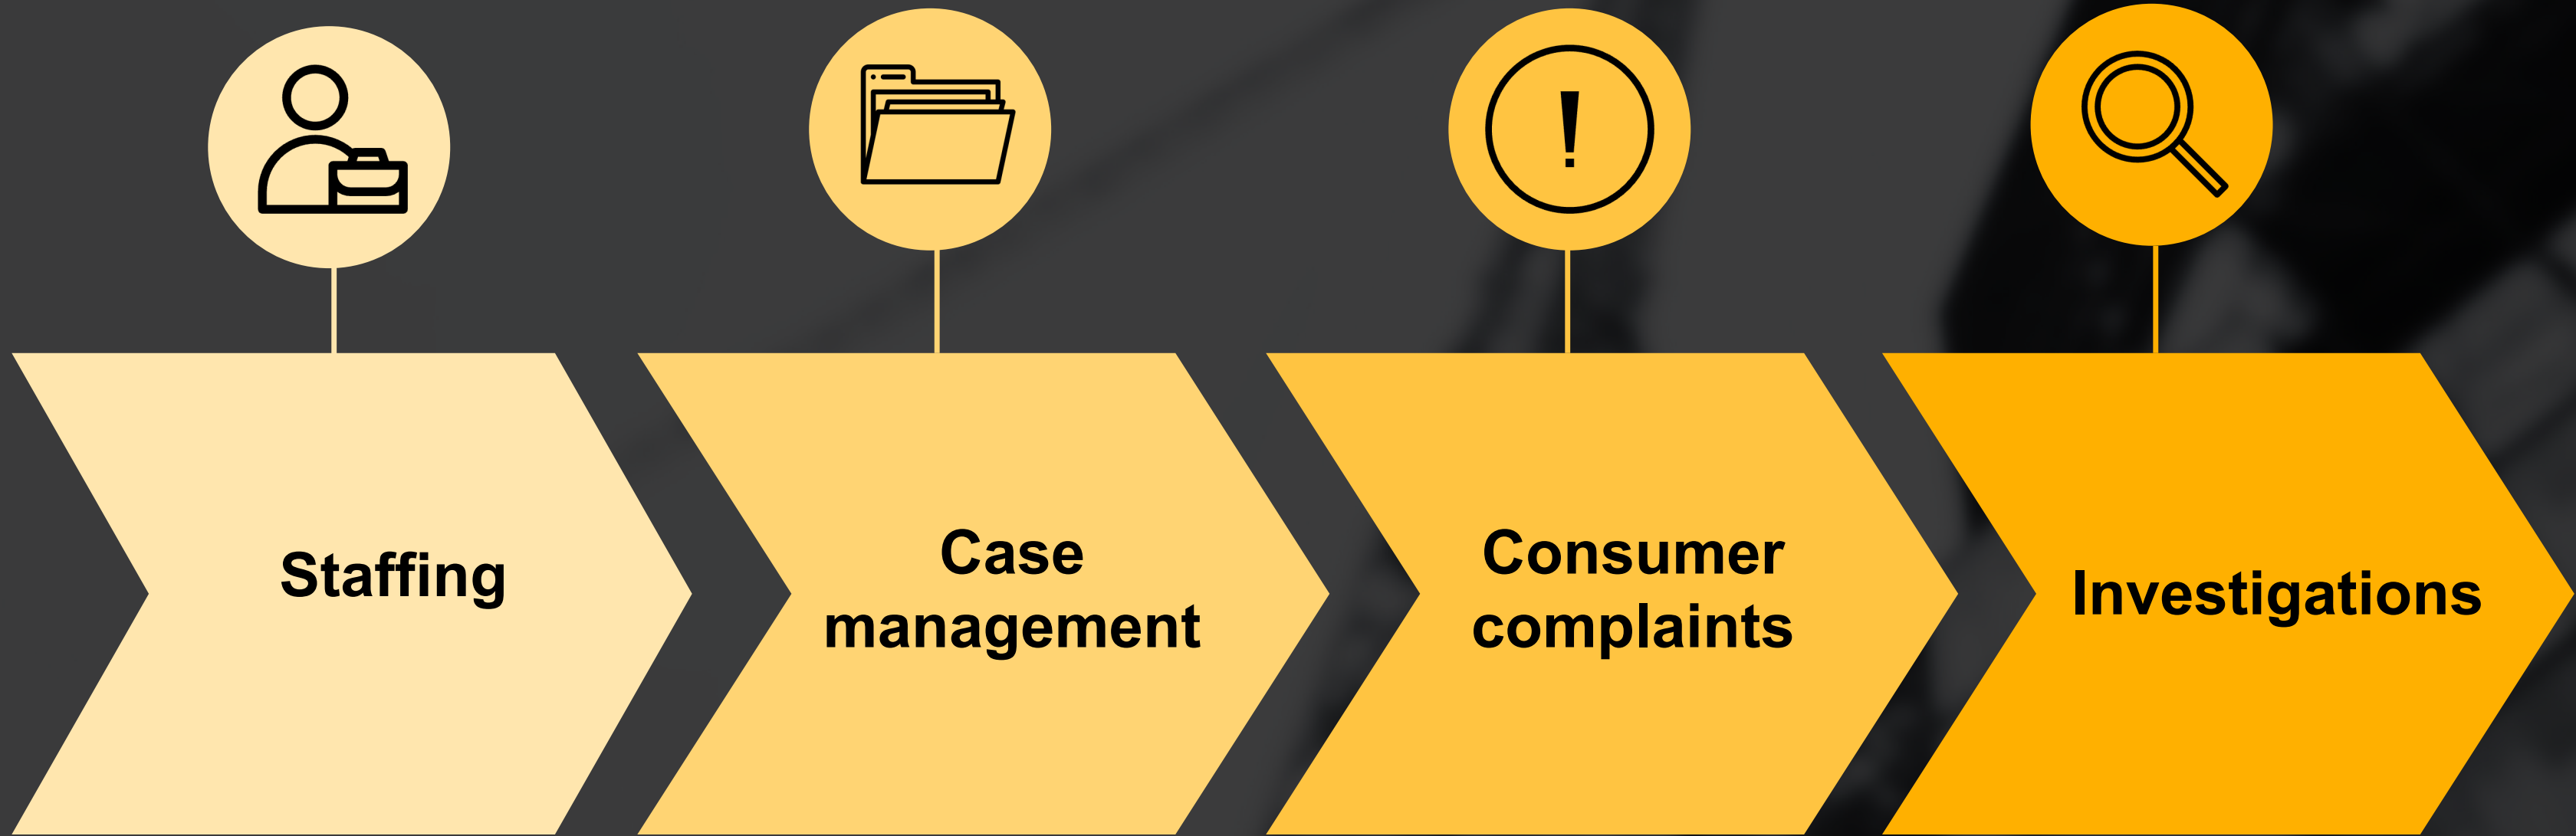 !
Staffing
Case
management
Consumer
complaints
Investigations